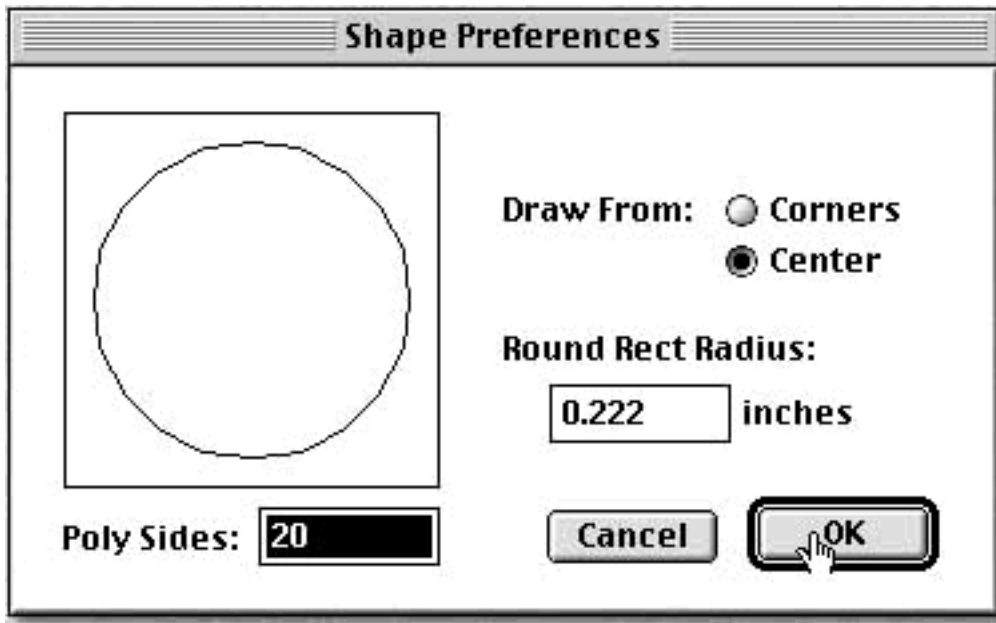 Shape Preferences
Draw From: Corners
Center
Round Rect Radius:
0.222 inches
Poly Sides: 20
Cancel OK